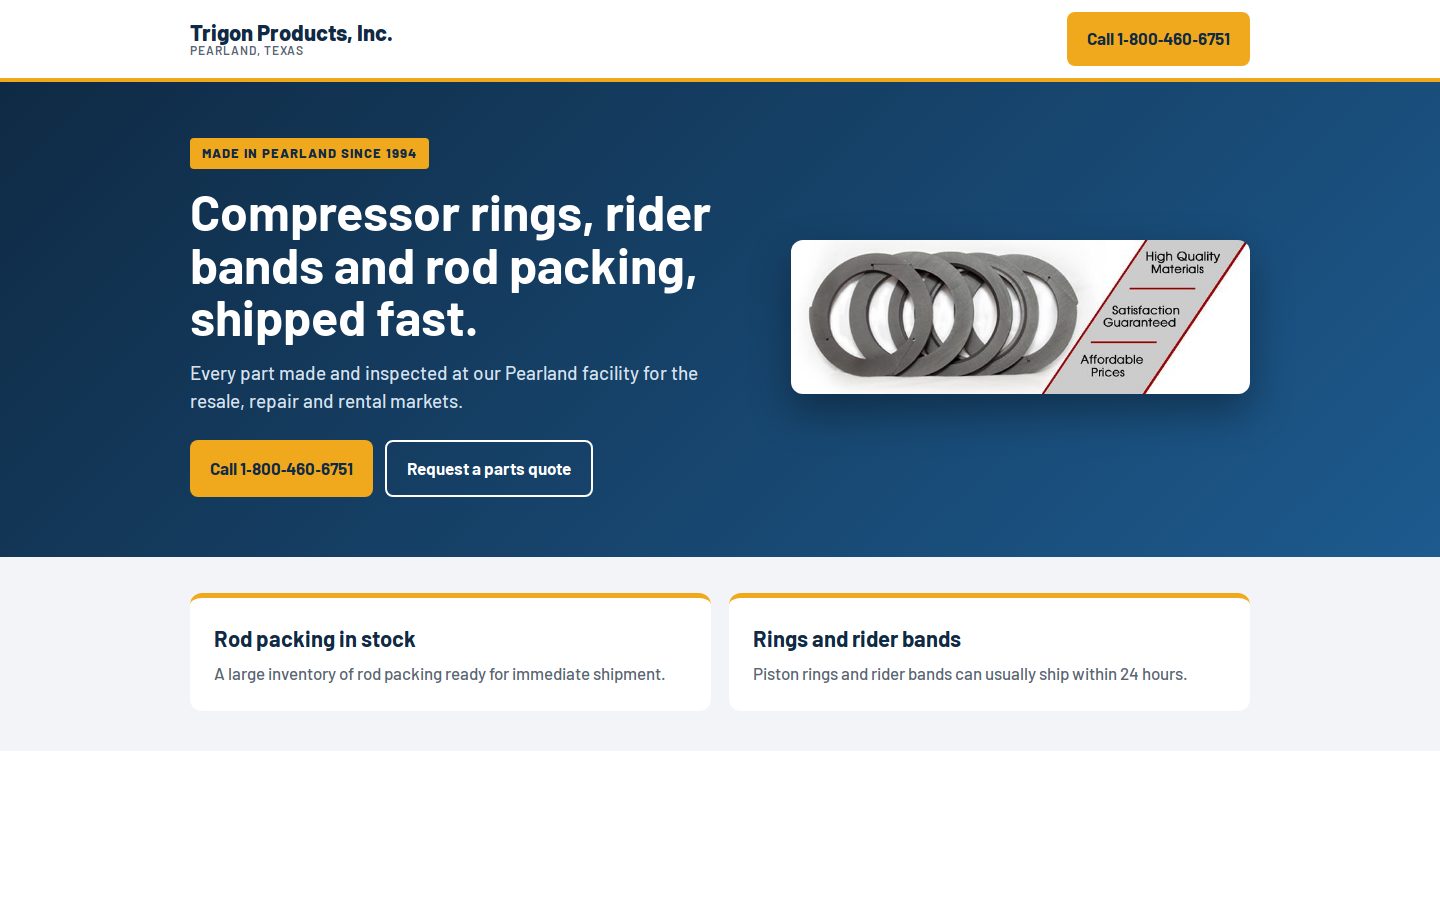 Trigon Products, Inc.
PEARLAND, TEXAS
Call 1-800-460-6751
MADE IN PEARLAND SINCE 1994
Compressor rings, rider
bands and rod packing,
shipped fast.
Every part made and inspected at our Pearland facility for the
resale, repair and rental markets.
Call 1-800-460-6751
Request a parts quote
High Quality
Materials
Satisfaction
Guaranteed
Affordable
Prices
Rod packing in stock
A large inventory of rod packing ready for immediate shipment.
Rings and rider bands
Piston rings and rider bands can usually ship within 24 hours.